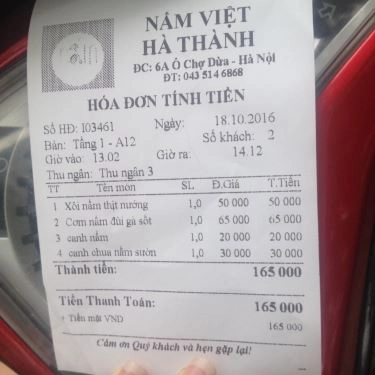 NẤM VIỆT
HÀ THÀNH
ĐC: 6A Ô Chợ Dừa - Hà Nội
ĐT: 043 514 6868
HÓA ĐƠN TÍNH TIỀN
Số HĐ: I03461 Ngày: 18.10.2016
Bàn: Tầng 1 - A12 Số khách: 2
Giờ vào: 13.02 Giờ ra: 14.12
Thu ngân: Thu ngân 3
TT Tên món SL Đ.Giá T.Tiền
1 Xôi nấm thịt nướng 1,0 50 000 50 000
2 Cơm nấm đùi gà sốt 1,0 65 000 65 000
3 canh nấm 1,0 20 000 20 000
4 canh chua nấm sườn 1,0 30 000 30 000
Thành tiền: 165 000
Tiền Thanh Toán: 165 000
+ Tiền mặt VND 165 000
Cảm ơn Quý khách và hẹn gặp lại!